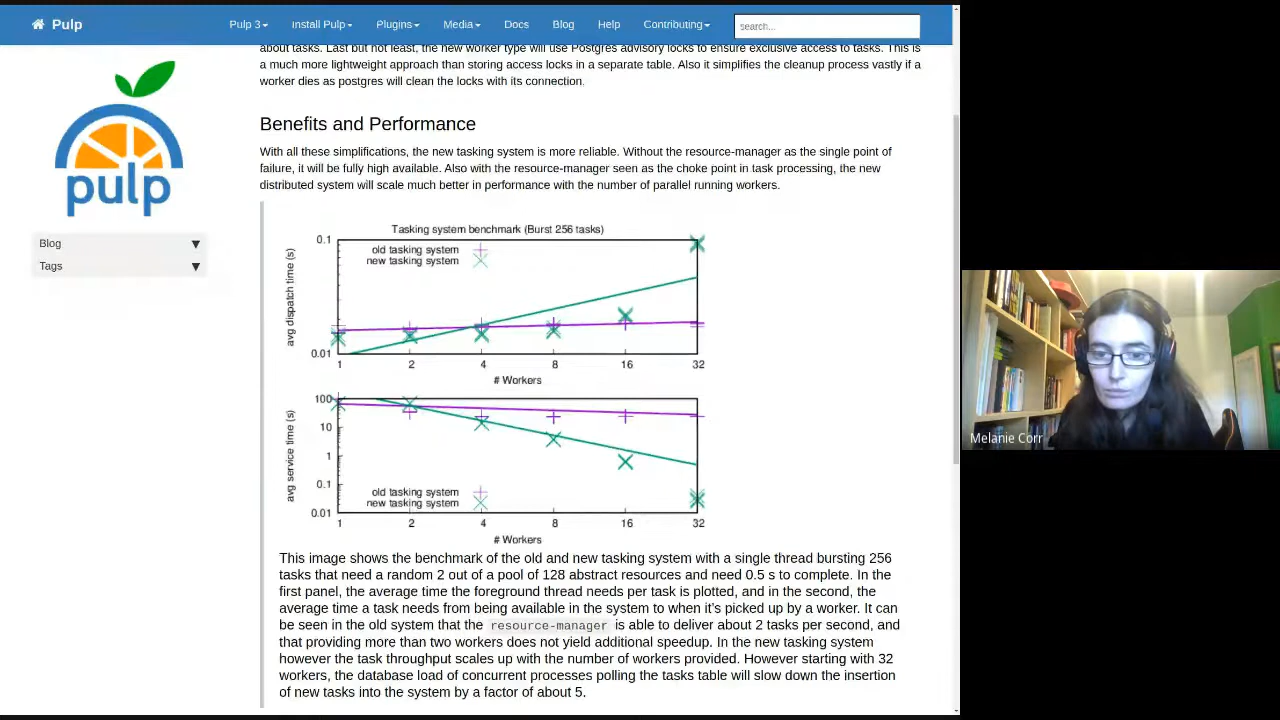 Pulp
Pulp 3
Install Pulp
Plugins
Media
Docs
Blog
Help
Contributing
search...
about tasks. Last but not least, the new worker type will use Postgres advisory locks to ensure exclusive access to tasks. This is
a much more lightweight approach than storing access locks in a separate table. Also it simplifies the cleanup process vastly if a
worker dies as postgres will clean the locks with its connection.
pulp
Blog
Tags
Benefits and Performance
With all these simplifications, the new tasking system is more reliable. Without the resource-manager as the single point of
failure, it will be fully high available. Also with the resource-manager seen as the choke point in task processing, the new
distributed system will scale much better in performance with the number of parallel running workers.
Tasking system benchmark (Burst 256 tasks)
avg dispatch time (s)
0.1
0.01
old tasking system
new tasking system
1 2 4 8 16 32
# Workers
avg service time (s)
100
10
1
0.1
0.01
old tasking system
new tasking system
1 2 4 8 16 32
# Workers
This image shows the benchmark of the old and new tasking system with a single thread bursting 256
tasks that need a random 2 out of a pool of 128 abstract resources and need 0.5 s to complete. In the
first panel, the average time the foreground thread needs per task is plotted, and in the second, the
average time a task needs from being available in the system to when it's picked up by a worker. It can
be seen in the old system that the resource-manager is able to deliver about 2 tasks per second, and
that providing more than two workers does not yield additional speedup. In the new tasking system
however the task throughput scales up with the number of workers provided. However starting with 32
workers, the database load of concurrent processes polling the tasks table will slow down the insertion
of new tasks into the system by a factor of about 5.
Melanie Corr